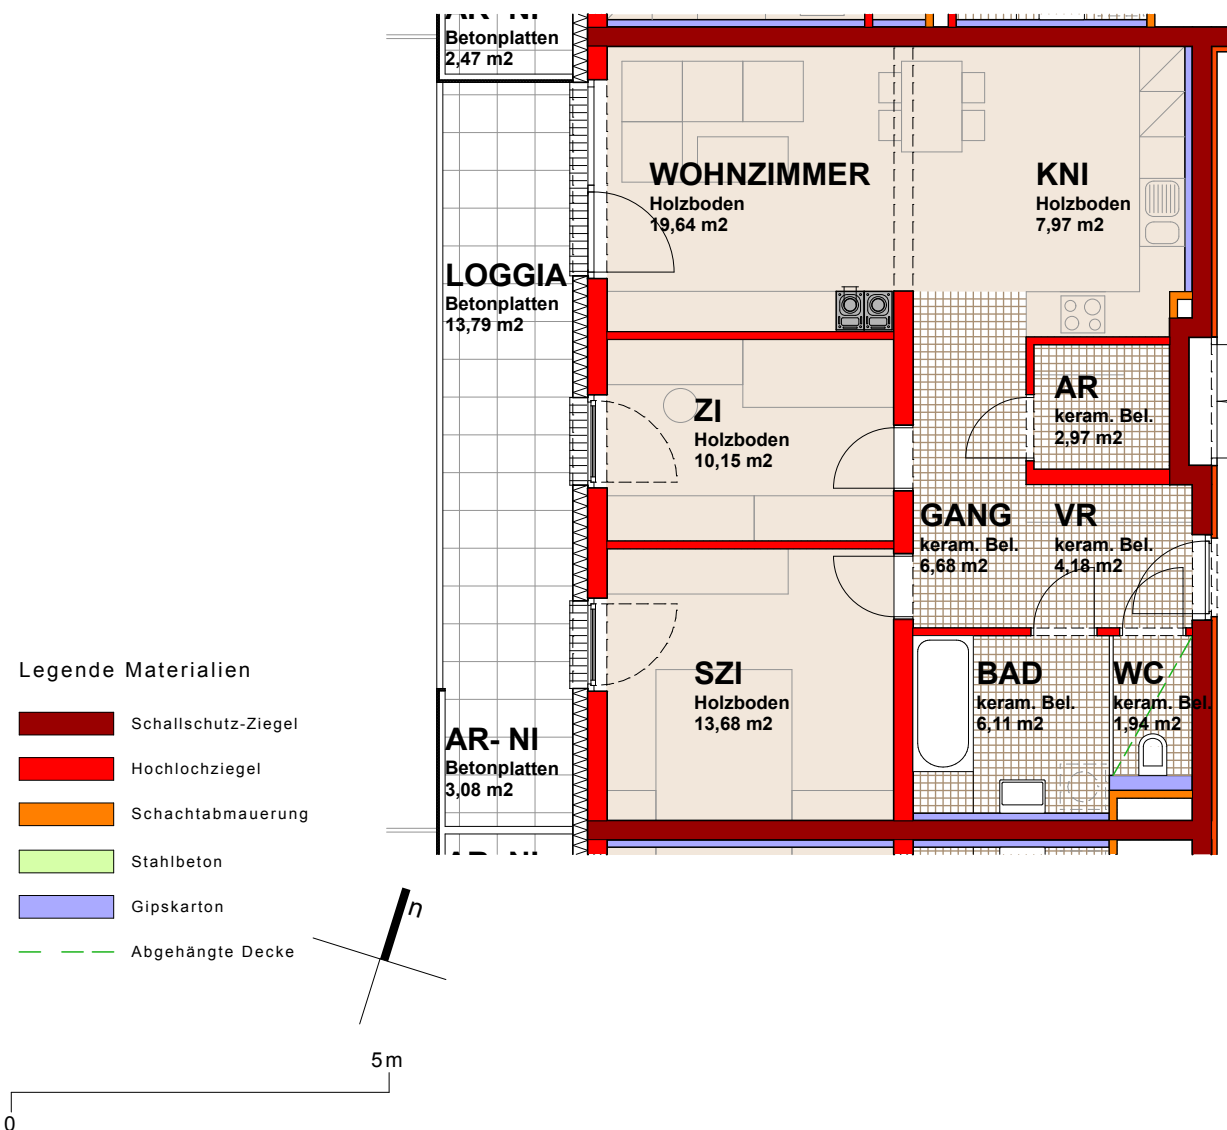 AR- NI
Betonplatten
2,47 m2
WOHNZIMMER
Holzboden
19,64 m2
KNI
Holzboden
7,97 m2
LOGGIA
Betonplatten
13,79 m2
AR
keram. Bel.
2,97 m2
ZI
Holzboden
10,15 m2
GANG
keram. Bel.
6,68 m2
VR
keram. Bel.
4,18 m2
SZI
Holzboden
13,68 m2
BAD
keram. Bel.
6,11 m2
WC
keram. Bel.
1,94 m2
AR- NI
Betonplatten
3,08 m2
AR- NI
Legende Materialien
Schallschutz-Ziegel
Hochlochziegel
Schachtabmauerung
Stahlbeton
Gipskarton
Abgehängte Decke
n
5m
0